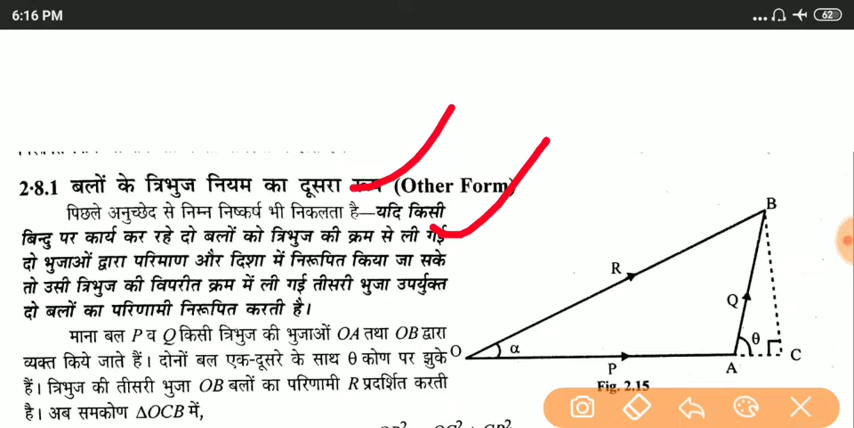 6:16 PM
62
2·8.1 बलों के त्रिभुज नियम का दूसरा रूप (Other Form)
पिछले अनुच्छेद से निम्न निष्कर्ष भी निकलता है—यदि किसी
बिन्दु पर कार्य कर रहे दो बलों को त्रिभुज की क्रम से ली गई
दो भुजाओं द्वारा परिमाण और दिशा में निरूपित किया जा सके
तो उसी त्रिभुज की विपरीत क्रम में ली गई तीसरी भुजा उपर्युक्त
दो बलों का परिणामी निरूपित करती है।
माना बल P व Q किसी त्रिभुज की भुजाओं OA तथा OB द्वारा
व्यक्त किये जाते हैं। दोनों बल एक-दूसरे के साथ θ कोण पर झुके
हैं। त्रिभुज की तीसरी भुजा OB बलों का परिणामी R प्रदर्शित करती
है। अब समकोण ΔOCB में,
B
R
Q
O
α
θ
C
P
A
Fig. 2.15